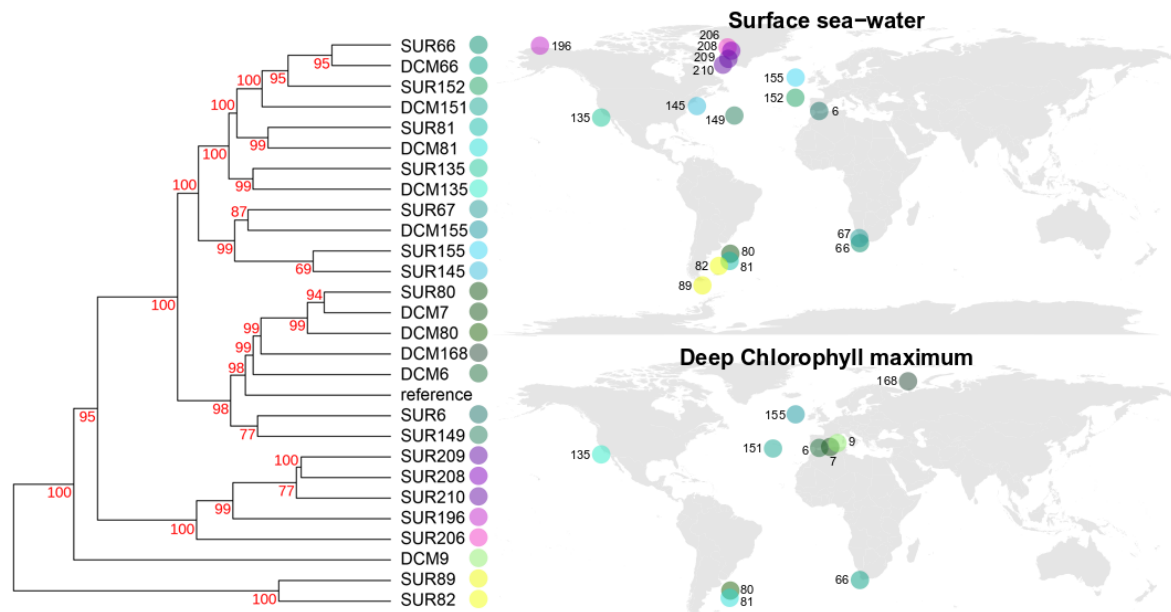 Surface sea-water
SUR66
DCM66
SUR152
DCM151
SUR81
DCM81
SUR135
DCM135
SUR67
DCM155
SUR155
SUR145
SUR80
DCM7
DCM80
DCM168
DCM6
reference
SUR6
SUR149
SUR209
SUR208
SUR210
SUR196
SUR206
DCM9
SUR89
SUR82
95
95
100
100
99
100
99
100
87
99
69
100
94
99
99
99
98
98
77
95
100
77
99
100
100
100
196
206
208
209
210
155
152
6
145
149
135
67
66
80
82
81
89
Deep Chlorophyll maximum
168
155
151
6
9
7
135
66
80
81